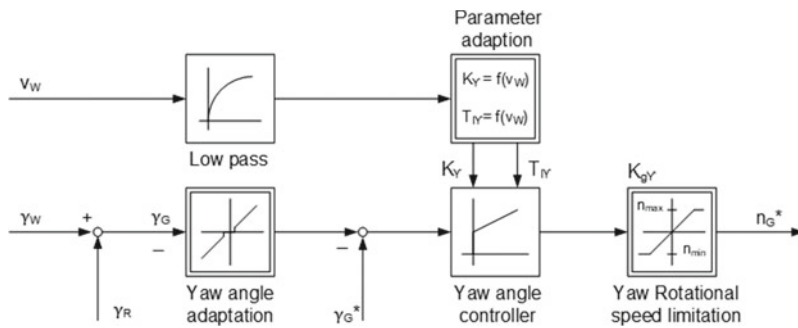 Parameter
adaption
v_W
K_Y = f(v_W)
T_IY = f(v_W)
Low pass
K_Y
T_IY
K_gY
γ_W
+
γ_G
−
−
n_max
n_min
n_G*
γ_R
Yaw angle
adaptation
γ_G*
Yaw angle
controller
Yaw Rotational
speed limitation